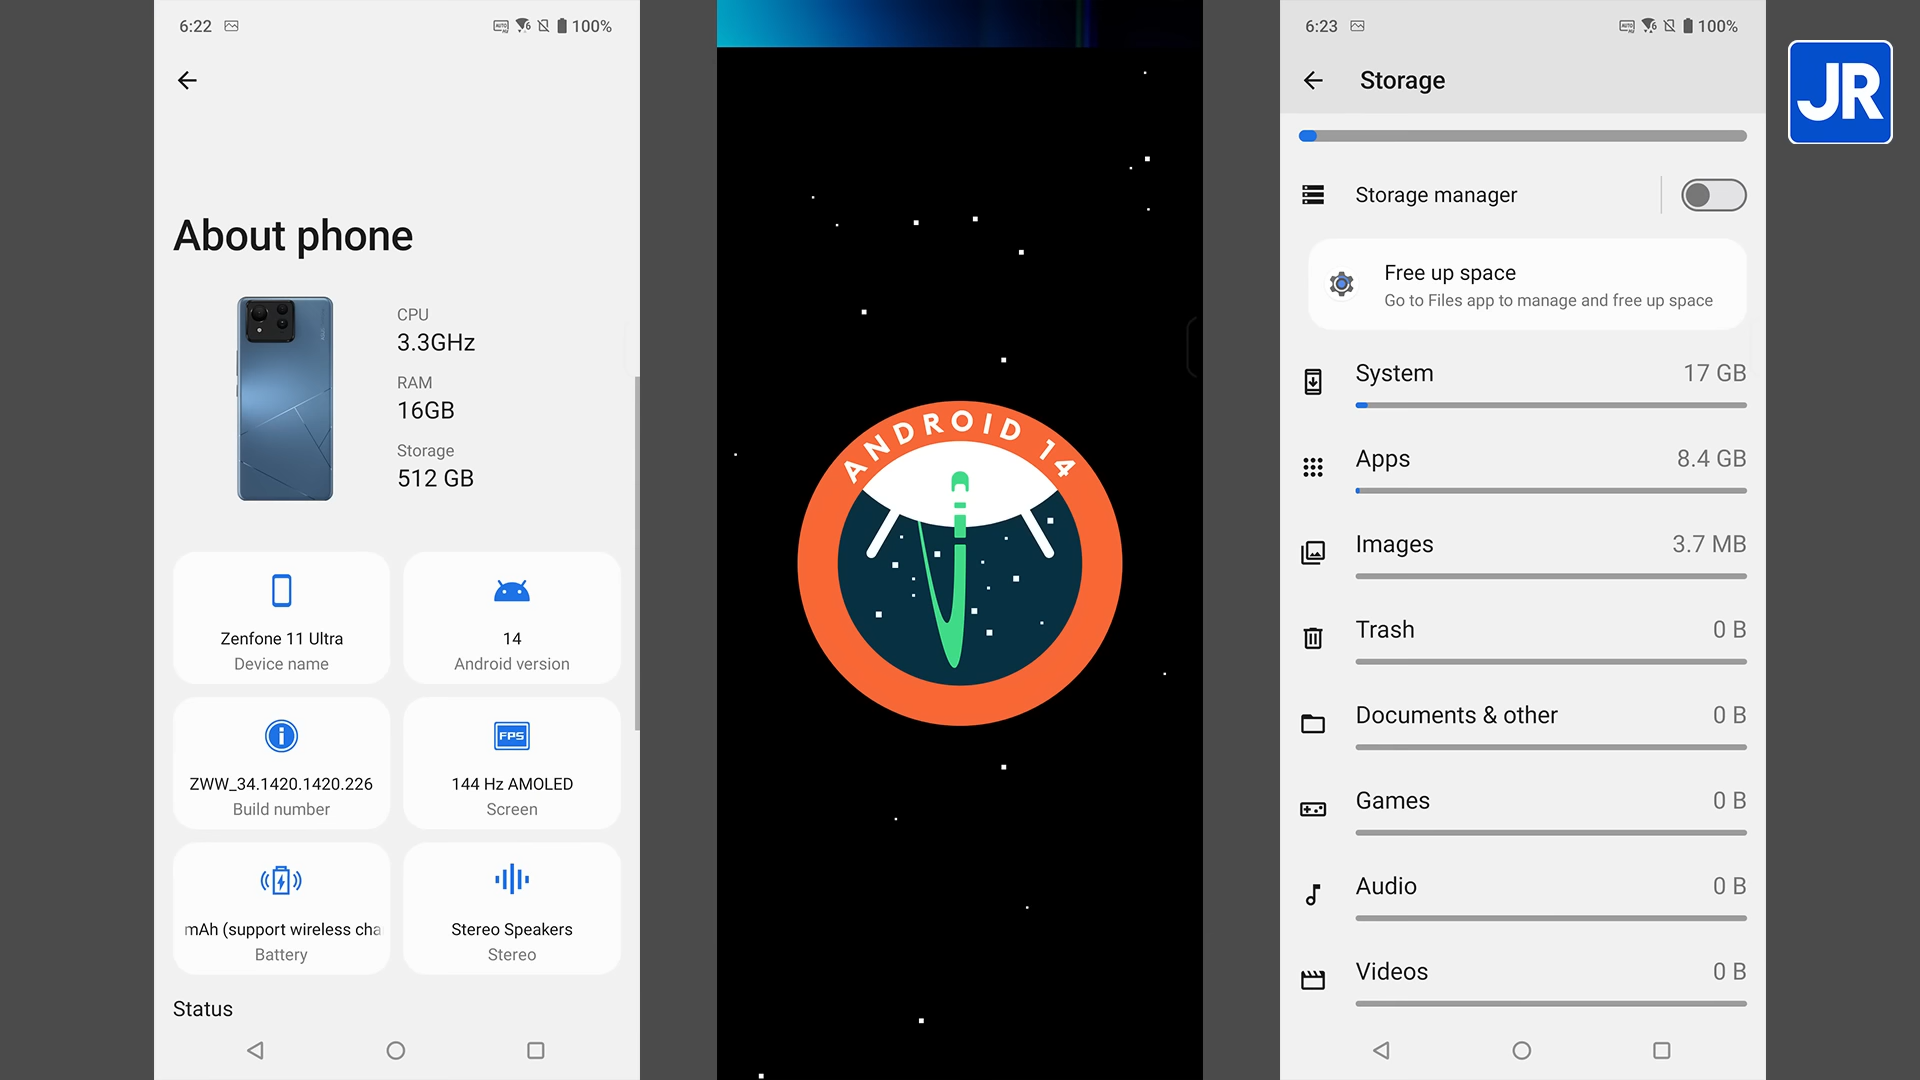 6:22
100%
About phone
CPU
3.3GHz
RAM
16GB
Storage
512 GB
Zenfone 11 Ultra
Device name
14
Android version
ZWW_34.1420.1420.226
Build number
FPS
144 Hz AMOLED
Screen
mAh (support wireless cha
Battery
Stereo Speakers
Stereo
Status
ANDROID 14
6:23
100%
Storage
Storage manager
Free up space
Go to Files app to manage and free up space
System 17 GB
Apps 8.4 GB
Images 3.7 MB
Trash 0 B
Documents & other 0 B
Games 0 B
Audio 0 B
Videos 0 B
JR